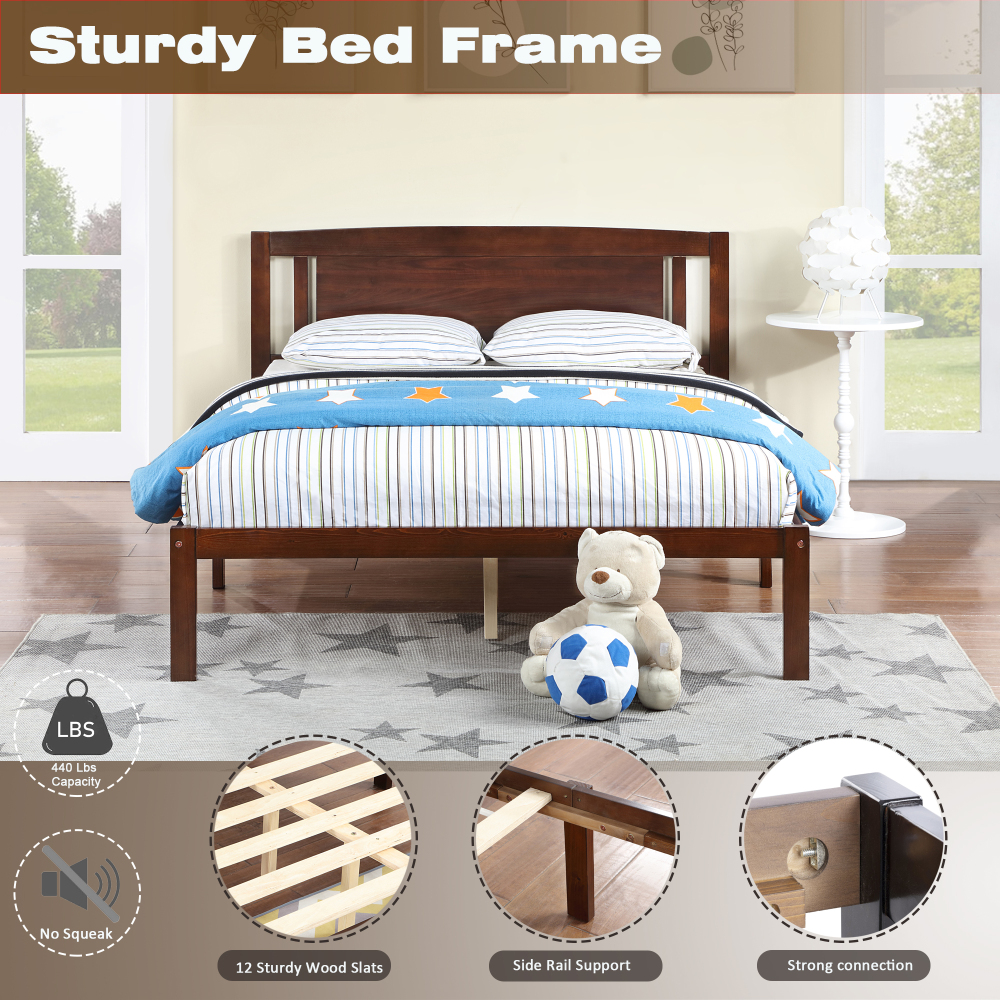 Sturdy Bed Frame
LBS
440 Lbs
Capacity
No Squeak
12 Sturdy Wood Slats
Side Rail Support
Strong connection